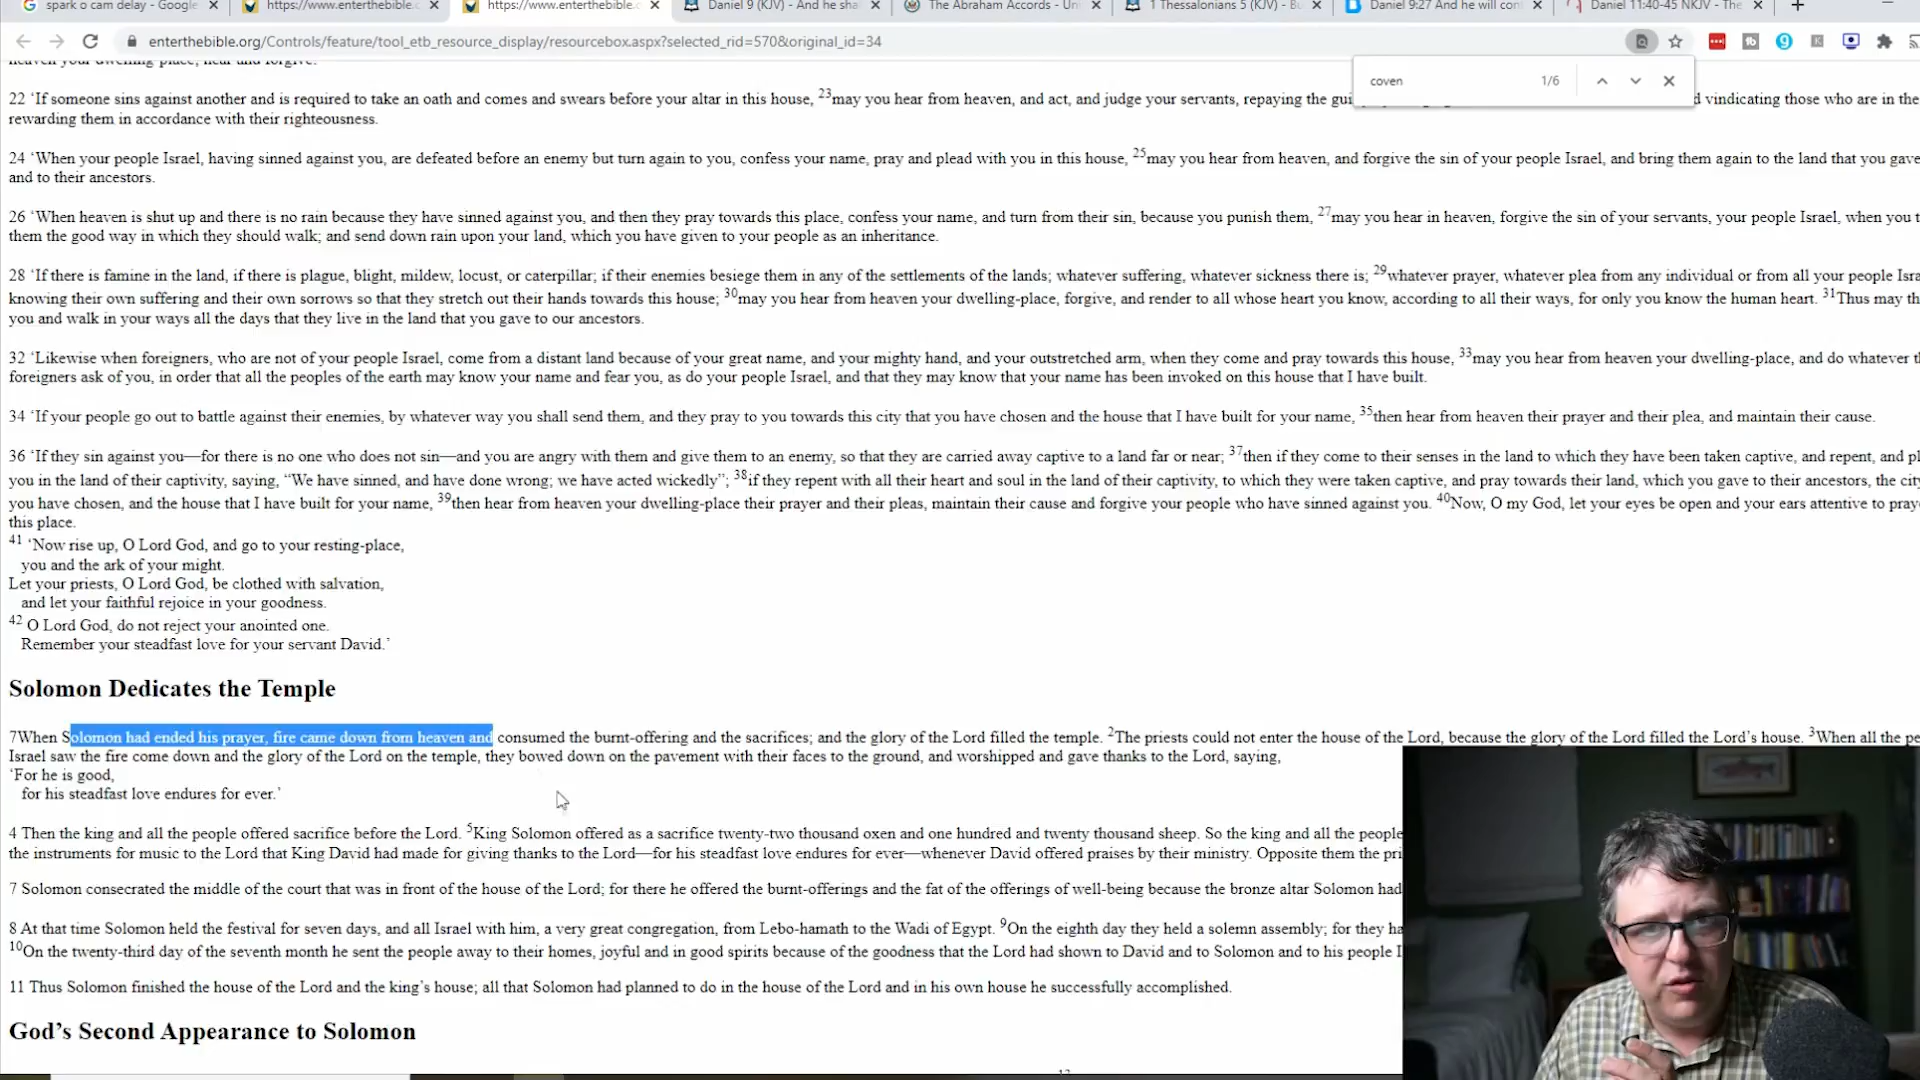 spark o cam delay - Google
https://www.enterthebible.
https://www.enterthebible.
Daniel 9 (KJV) - And he sha
The Abraham Accords - Un
1 Thessalonians 5 (KJV) - Bu
Daniel 9:27 And he will con
Daniel 11:40-45 NKJV - The
enterthebible.org/Controls/feature/tool_etb_resource_display/resourcebox.aspx?selected_rid=570&original_id=34
coven 1/6
heaven your dwelling-place, hear and forgive.
22 ‘If someone sins against another and is required to take an oath and comes and swears before your altar in this house, 23may you hear from heaven, and act, and judge your servants, repaying the gui d vindicating those who are in the
rewarding them in accordance with their righteousness.
24 ‘When your people Israel, having sinned against you, are defeated before an enemy but turn again to you, confess your name, pray and plead with you in this house, 25may you hear from heaven, and forgive the sin of your people Israel, and bring them again to the land that you gave
and to their ancestors.
26 ‘When heaven is shut up and there is no rain because they have sinned against you, and then they pray towards this place, confess your name, and turn from their sin, because you punish them, 27may you hear in heaven, forgive the sin of your servants, your people Israel, when you t
them the good way in which they should walk; and send down rain upon your land, which you have given to your people as an inheritance.
28 ‘If there is famine in the land, if there is plague, blight, mildew, locust, or caterpillar; if their enemies besiege them in any of the settlements of the lands; whatever suffering, whatever sickness there is; 29whatever prayer, whatever plea from any individual or from all your people Isra
knowing their own suffering and their own sorrows so that they stretch out their hands towards this house; 30may you hear from heaven your dwelling-place, forgive, and render to all whose heart you know, according to all their ways, for only you know the human heart. 31Thus may th
you and walk in your ways all the days that they live in the land that you gave to our ancestors.
32 ‘Likewise when foreigners, who are not of your people Israel, come from a distant land because of your great name, and your mighty hand, and your outstretched arm, when they come and pray towards this house, 33may you hear from heaven your dwelling-place, and do whatever t
foreigners ask of you, in order that all the peoples of the earth may know your name and fear you, as do your people Israel, and that they may know that your name has been invoked on this house that I have built.
34 ‘If your people go out to battle against their enemies, by whatever way you shall send them, and they pray to you towards this city that you have chosen and the house that I have built for your name, 35then hear from heaven their prayer and their plea, and maintain their cause.
36 ‘If they sin against you—for there is no one who does not sin—and you are angry with them and give them to an enemy, so that they are carried away captive to a land far or near; 37then if they come to their senses in the land to which they have been taken captive, and repent, and pl
you in the land of their captivity, saying, “We have sinned, and have done wrong; we have acted wickedly”; 38if they repent with all their heart and soul in the land of their captivity, to which they were taken captive, and pray towards their land, which you gave to their ancestors, the city
you have chosen, and the house that I have built for your name, 39then hear from heaven your dwelling-place their prayer and their pleas, maintain their cause and forgive your people who have sinned against you. 40Now, O my God, let your eyes be open and your ears attentive to pray
this place.
41 ‘Now rise up, O Lord God, and go to your resting-place,
you and the ark of your might.
Let your priests, O Lord God, be clothed with salvation,
and let your faithful rejoice in your goodness.
42 O Lord God, do not reject your anointed one.
Remember your steadfast love for your servant David.’
Solomon Dedicates the Temple
7When Solomon had ended his prayer, fire came down from heaven and consumed the burnt-offering and the sacrifices; and the glory of the Lord filled the temple. 2The priests could not enter the house of the Lord, because the glory of the Lord filled the Lord’s house. 3When all the pe
Israel saw the fire come down and the glory of the Lord on the temple, they bowed down on the pavement with their faces to the ground, and worshipped and gave thanks to the Lord, saying,
‘For he is good,
for his steadfast love endures for ever.’
4 Then the king and all the people offered sacrifice before the Lord. 5King Solomon offered as a sacrifice twenty-two thousand oxen and one hundred and twenty thousand sheep. So the king and all the people
the instruments for music to the Lord that King David had made for giving thanks to the Lord—for his steadfast love endures for ever—whenever David offered praises by their ministry. Opposite them the pri
7 Solomon consecrated the middle of the court that was in front of the house of the Lord; for there he offered the burnt-offerings and the fat of the offerings of well-being because the bronze altar Solomon had
8 At that time Solomon held the festival for seven days, and all Israel with him, a very great congregation, from Lebo-hamath to the Wadi of Egypt. 9On the eighth day they held a solemn assembly; for they ha
10On the twenty-third day of the seventh month he sent the people away to their homes, joyful and in good spirits because of the goodness that the Lord had shown to David and to Solomon and to his people I
11 Thus Solomon finished the house of the Lord and the king’s house; all that Solomon had planned to do in the house of the Lord and in his own house he successfully accomplished.
God’s Second Appearance to Solomon